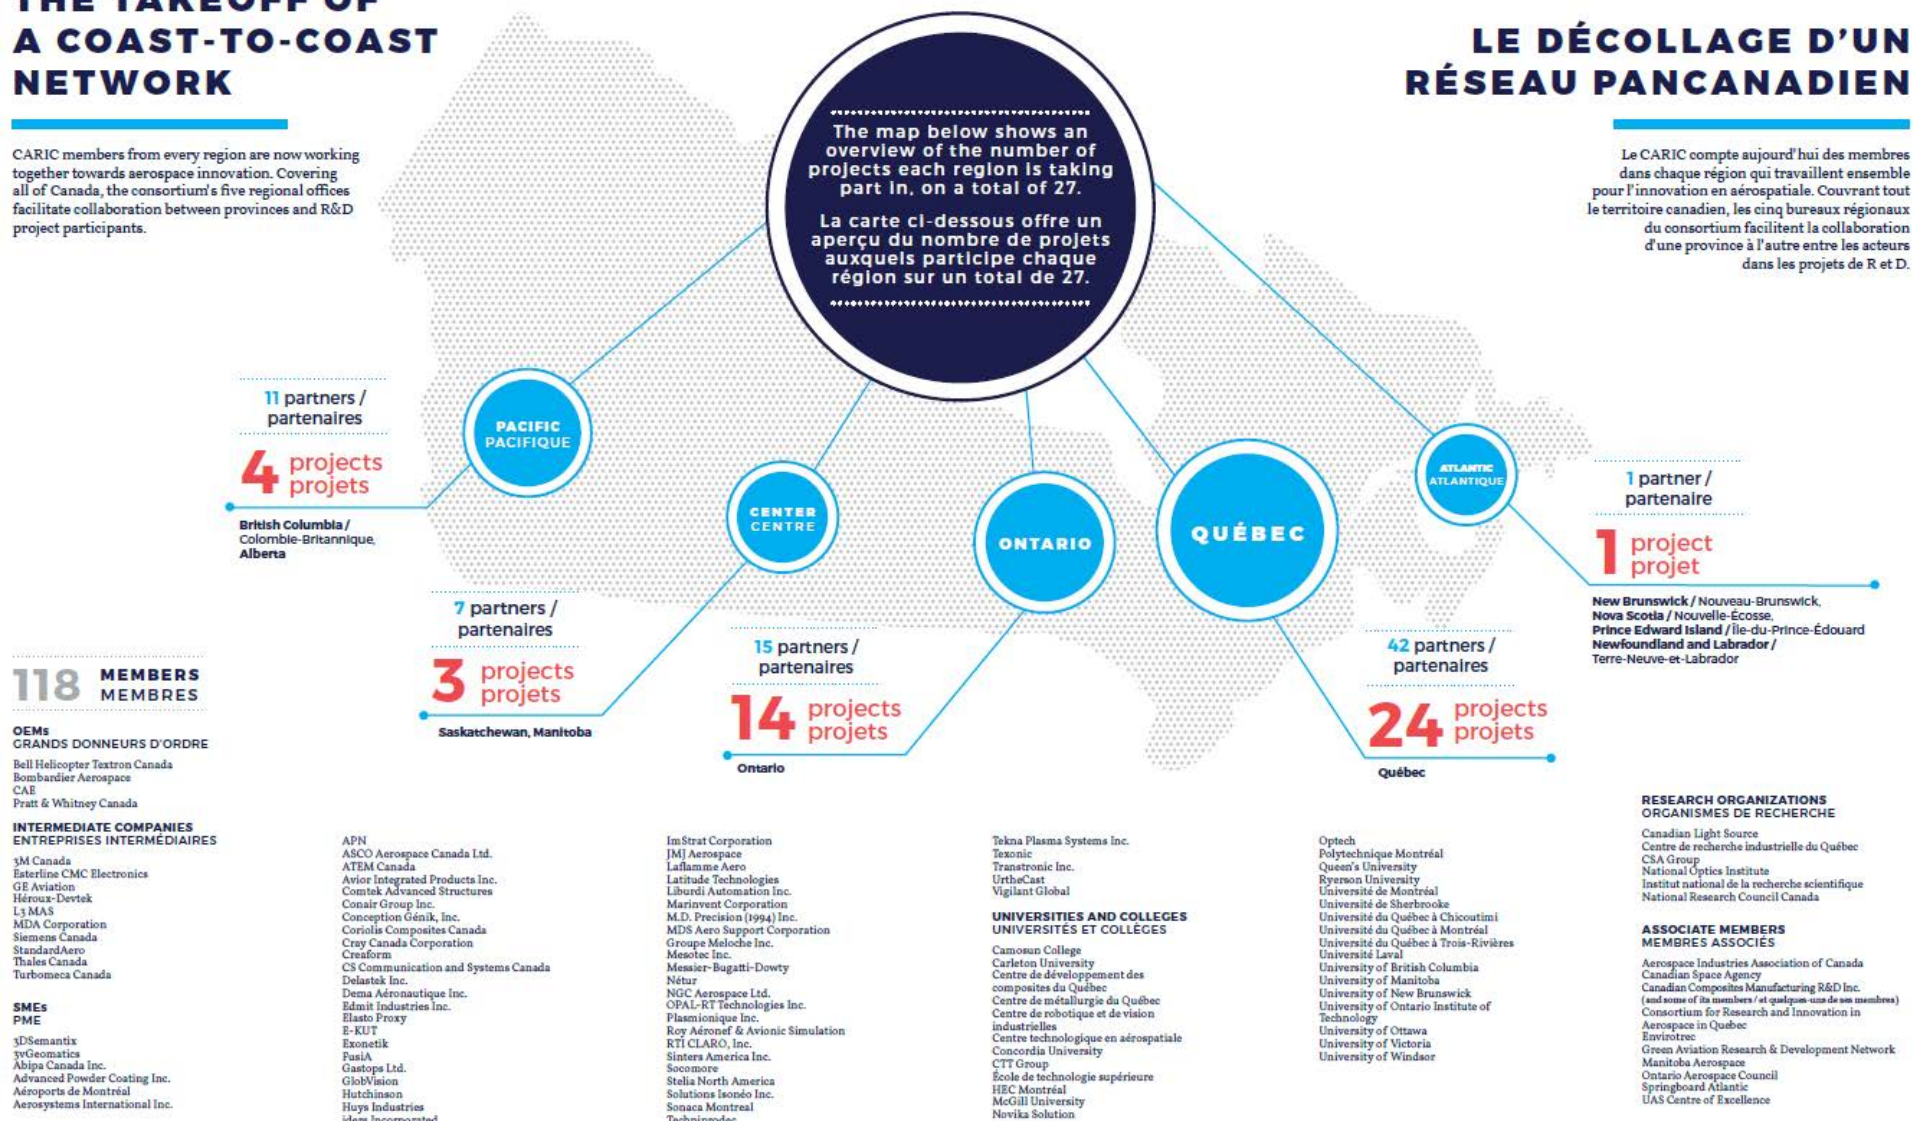 THE TAKEOFF OF
A COAST-TO-COAST
NETWORK
CARIC members from every region are now working
together towards aerospace innovation. Covering
all of Canada, the consortium's five regional offices
facilitate collaboration between provinces and R&D
project participants.
The map below shows an
overview of the number of
projects each region is taking
part in, on a total of 27.
La carte ci-dessous offre un
aperçu du nombre de projets
auxquels participe chaque
région sur un total de 27.
LE DÉCOLLAGE D'UN
RÉSEAU PANCANADIEN
Le CARIC compte aujourd'hui des membres
dans chaque région qui travaillent ensemble
pour l'innovation en aérospatiale. Couvrant tout
le territoire canadien, les cinq bureaux régionaux
du consortium facilitent la collaboration
d'une province à l'autre entre les acteurs
dans les projets de R et D.
11 partners /
partenaires
4 projects
projets
British Columbia /
Colombie-Britannique,
Alberta
PACIFIC
PACIFIQUE
7 partners /
partenaires
3 projects
projets
Saskatchewan, Manitoba
CENTER
CENTRE
15 partners /
partenaires
14 projects
projets
Ontario
ONTARIO
42 partners /
partenaires
24 projects
projets
Québec
QUÉBEC
ATLANTIC
ATLANTIQUE
1 partner /
partenaire
1 project
projet
New Brunswick / Nouveau-Brunswick,
Nova Scotia / Nouvelle-Écosse,
Prince Edward Island / Île-du-Prince-Édouard
Newfoundland and Labrador /
Terre-Neuve-et-Labrador
118 MEMBERS
MEMBRES
OEMs
GRANDS DONNEURS D'ORDRE
Bell Helicopter Textron Canada
Bombardier Aerospace
CAE
Pratt & Whitney Canada
INTERMEDIATE COMPANIES
ENTREPRISES INTERMÉDIAIRES
3M Canada
Esterline CMC Electronics
GE Aviation
Héroux-Devtek
L3 MAS
MDA Corporation
Siemens Canada
StandardAero
Thales Canada
Turbomeca Canada
SMEs
PME
3DSemantix
3vGeomatics
Abipa Canada Inc.
Advanced Powder Coating Inc.
Aéroports de Montréal
Aerosystems International Inc.
APN
ASCO Aerospace Canada Ltd.
ATEM Canada
Avior Integrated Products Inc.
Comtek Advanced Structures
Conair Group Inc.
Conception Génik, Inc.
Coriolis Composites Canada
Cray Canada Corporation
Creaform
CS Communication and Systems Canada
Delastek Inc.
Dema Aéronautique Inc.
Edmit Industries Inc.
Elasto Proxy
E-KUT
Exonetik
FusiA
Gastops Ltd.
GlobVision
Hutchinson
Huys Industries
iders Incorporated
ImStrat Corporation
JMJ Aerospace
Laflamme Aero
Latitude Technologies
Liburdi Automation Inc.
Marinvent Corporation
M.D. Precision (1994) Inc.
MDS Aero Support Corporation
Groupe Meloche Inc.
Mesotec Inc.
Messier-Bugatti-Dowty
Nétur
NGC Aerospace Ltd.
OPAL-RT Technologies Inc.
Plasmionique Inc.
Roy Aéronef & Avionic Simulation
RTI CLARO, Inc.
Sinters America Inc.
Socomore
Stelia North America
Solutions Isonéo Inc.
Sonaca Montreal
Techniprodec
Tekna Plasma Systems Inc.
Texonic
Transtronic Inc.
UrtheCast
Vigilant Global
UNIVERSITIES AND COLLEGES
UNIVERSITÉS ET COLLÈGES
Camosun College
Carleton University
Centre de développement des
composites du Québec
Centre de métallurgie du Québec
Centre de robotique et de vision
industrielles
Centre technologique en aérospatiale
Concordia University
CTT Group
École de technologie supérieure
HEC Montréal
McGill University
Novika Solution
Optech
Polytechnique Montréal
Queen's University
Ryerson University
Université de Montréal
Université de Sherbrooke
Université du Québec à Chicoutimi
Université du Québec à Montréal
Université du Québec à Trois-Rivières
Université Laval
University of British Columbia
University of Manitoba
University of New Brunswick
University of Ontario Institute of
Technology
University of Ottawa
University of Victoria
University of Windsor
RESEARCH ORGANIZATIONS
ORGANISMES DE RECHERCHE
Canadian Light Source
Centre de recherche industrielle du Québec
CSA Group
National Optics Institute
Institut national de la recherche scientifique
National Research Council Canada
ASSOCIATE MEMBERS
MEMBRES ASSOCIÉS
Aerospace Industries Association of Canada
Canadian Space Agency
Canadian Composites Manufacturing R&D Inc.
(and some of its members / et quelques-uns de ses membres)
Consortium for Research and Innovation in
Aerospace in Quebec
Envirotrec
Green Aviation Research & Development Network
Manitoba Aerospace
Ontario Aerospace Council
Springboard Atlantic
UAS Centre of Excellence